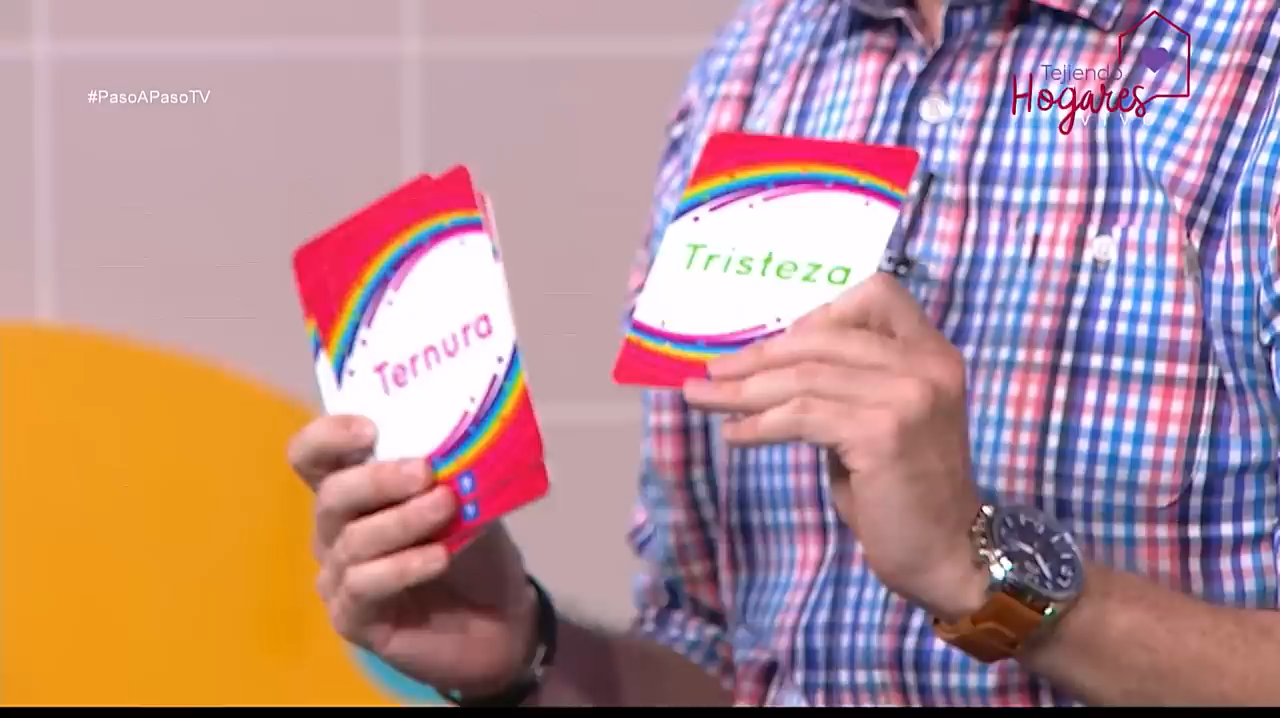 #PasoAPasoTV
Tejiendo
Hogares
Ternura
Tristeza